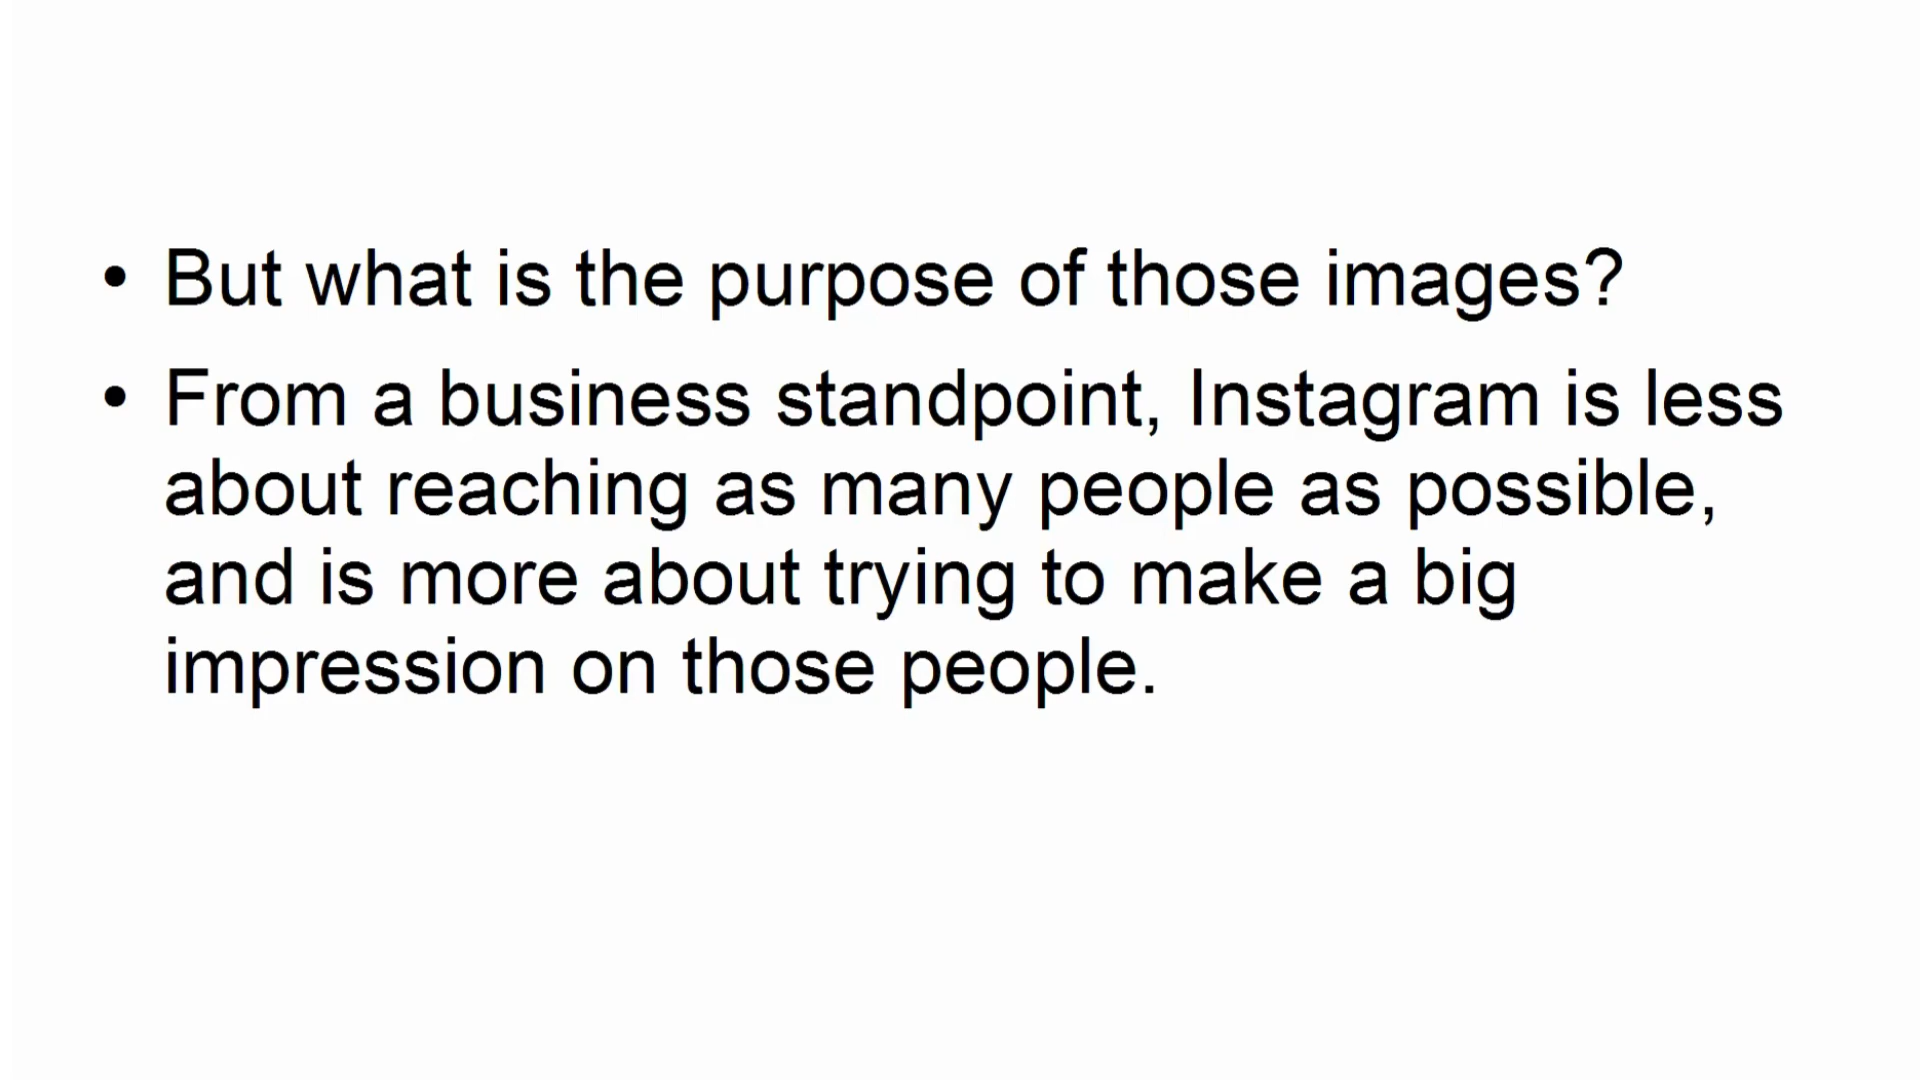 • But what is the purpose of those images?
• From a business standpoint, Instagram is less
about reaching as many people as possible,
and is more about trying to make a big
impression on those people.